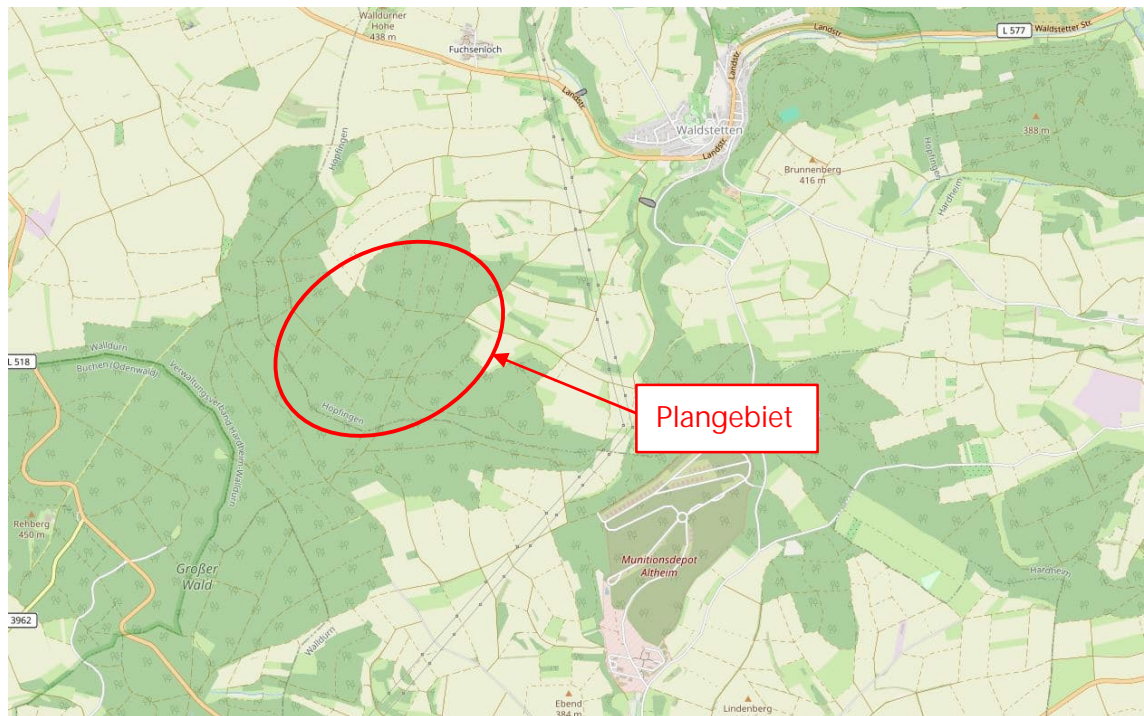 Walldürner
Höhe
438 m
Fuchsenloch
Landstr.
Landstr.
Landstr.
L 577
Waldstetter Str.
Landstr.
Waldstetten
Landstr.
388 m
Brunnenberg
416 m
Höpfingen
Hardheim
Höpfingen
L 518
Walldürn
Buchen (Odenwald)
Verwaltungsverband Hardheim-Walldürn
Höpfingen
Plangebiet
Rehberg
450 m
Großer
Wald
Munitionsdepot
Altheim
Hardheim
3962
Walldürn
Ebend
384 m
Lindenberg